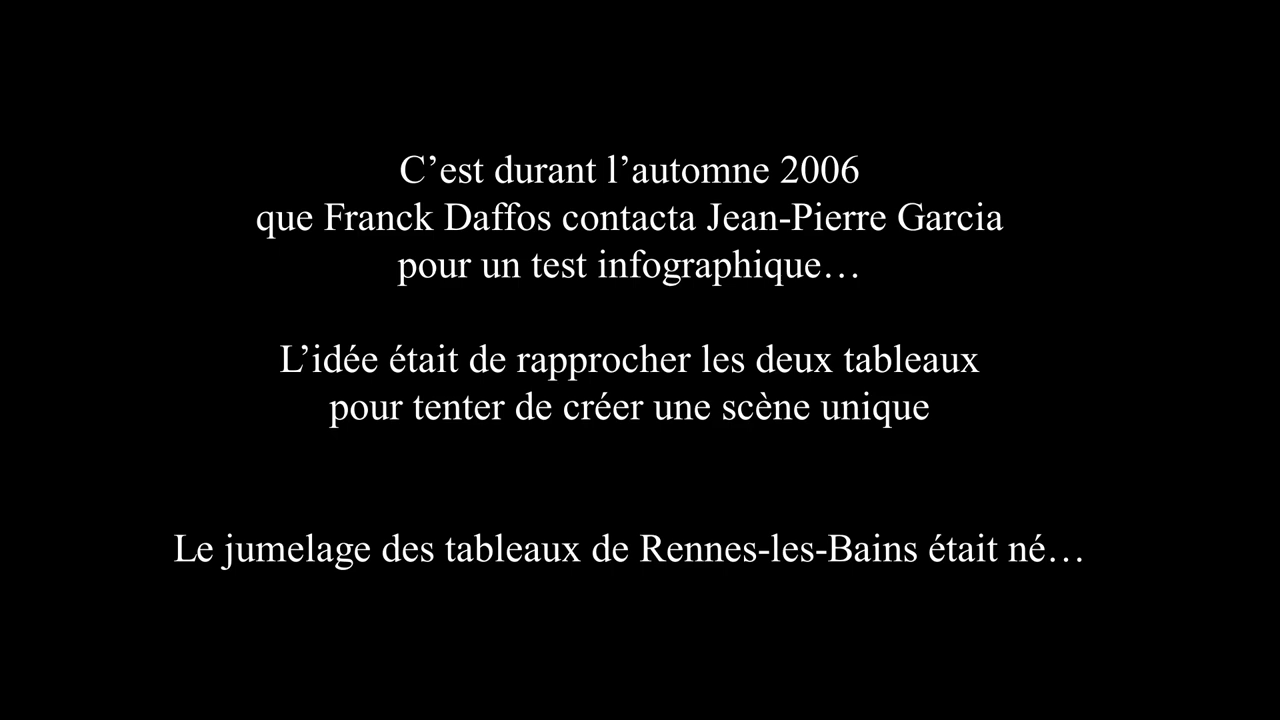 C’est durant l’automne 2006
que Franck Daffos contacta Jean-Pierre Garcia
pour un test infographique…
L’idée était de rapprocher les deux tableaux
pour tenter de créer une scène unique
Le jumelage des tableaux de Rennes-les-Bains était né…